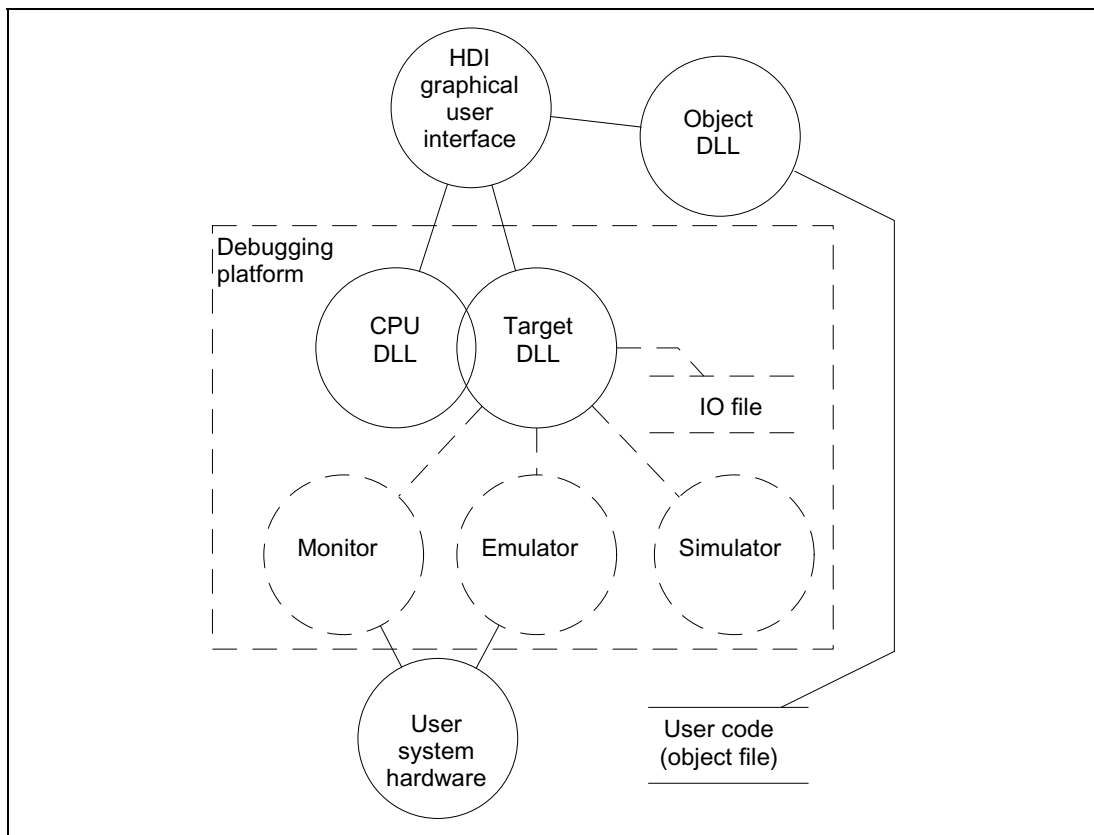 HDI
graphical
user
interface
Object
DLL
Debugging
platform
CPU
DLL
Target
DLL
IO file
Monitor
Emulator
Simulator
User
system
hardware
User code
(object file)